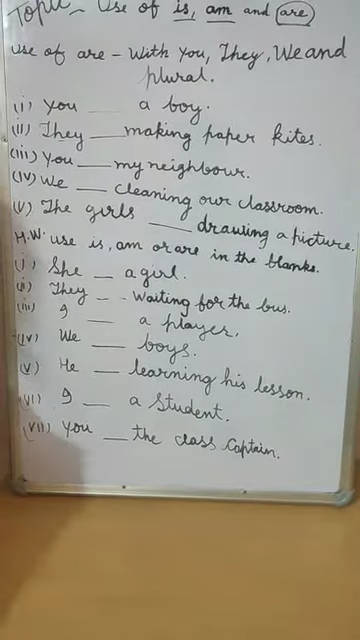 Topic - Use of is, am and are
Use of are - With You, They, We and
plural.
(i) You ___ a boy.
(ii) They ___ making paper kites.
(iii) You ___ my neighbour.
(iv) We ___ cleaning our classroom.
(v) The girls ___ drawing a picture.
H.W. Use is, am or are in the blanks.
(i) She _ a girl.
(ii) They - - Waiting for the bus.
(iii) I ___ a player.
(iv) We ___ boys.
(v) He ___ learning his lesson.
(vi) I ___ a Student.
(vii) You ___ the class Captain.